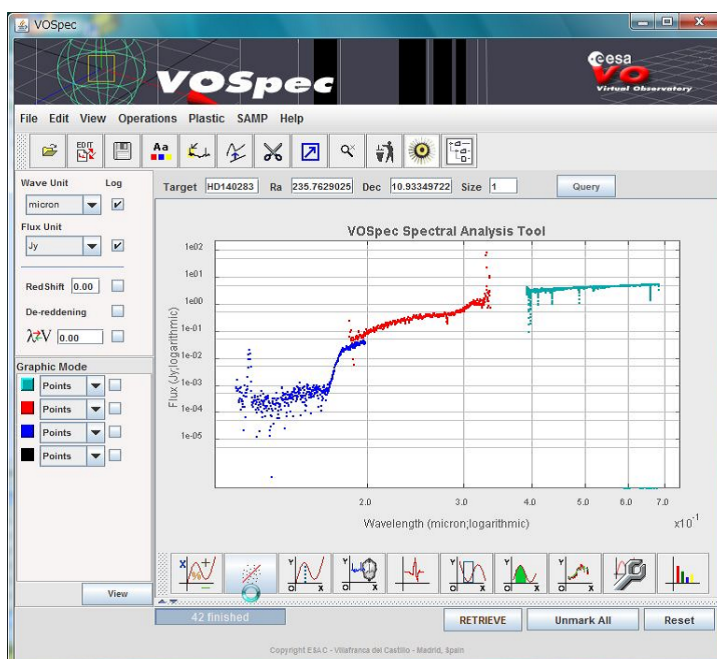 VOSpec
VOSpec
esa
VO
Virtual Observatory
File Edit View Operations Plastic SAMP Help
EDIT
Aa
Wave Unit Log
micron
Flux Unit
Jy
RedShift 0.00
De-reddening
λ⇄V 0.00
Target HD140283 Ra 235.7629025 Dec 10.93349722 Size 1 Query
VOSpec Spectral Analysis Tool
1e02
1e01
1e00
1e-01
1e-02
1e-03
1e-04
1e-05
Flux (Jy;logarithmic)
2.0 3.0 4.0 5.0 6.0 7.0
Wavelength (micron;logarithmic)
x10^-1
Graphic Mode
Points
Points
Points
Points
View
X
Y O X
Y O X
Y O X
Y O X
Y O X
42 finished
RETRIEVE Unmark All Reset
Copyright ESAC - Villafranca del Castillo - Madrid, Spain